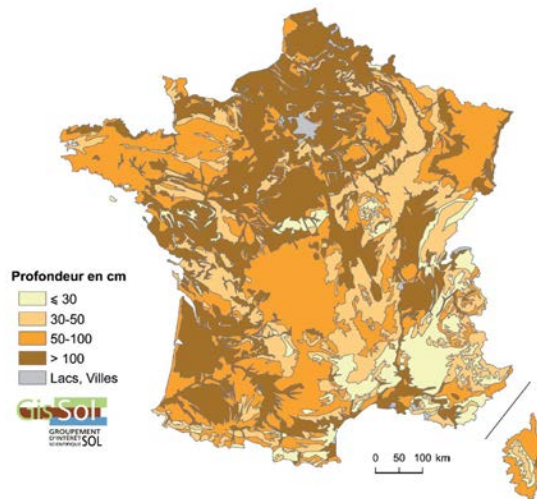 Profondeur en cm
⩽ 30
30-50
50-100
> 100
Lacs, Villes
GisSol
GROUPEMENT
D'INTÉRÊT
SCIENTIFIQUE SOL
0 50 100 km